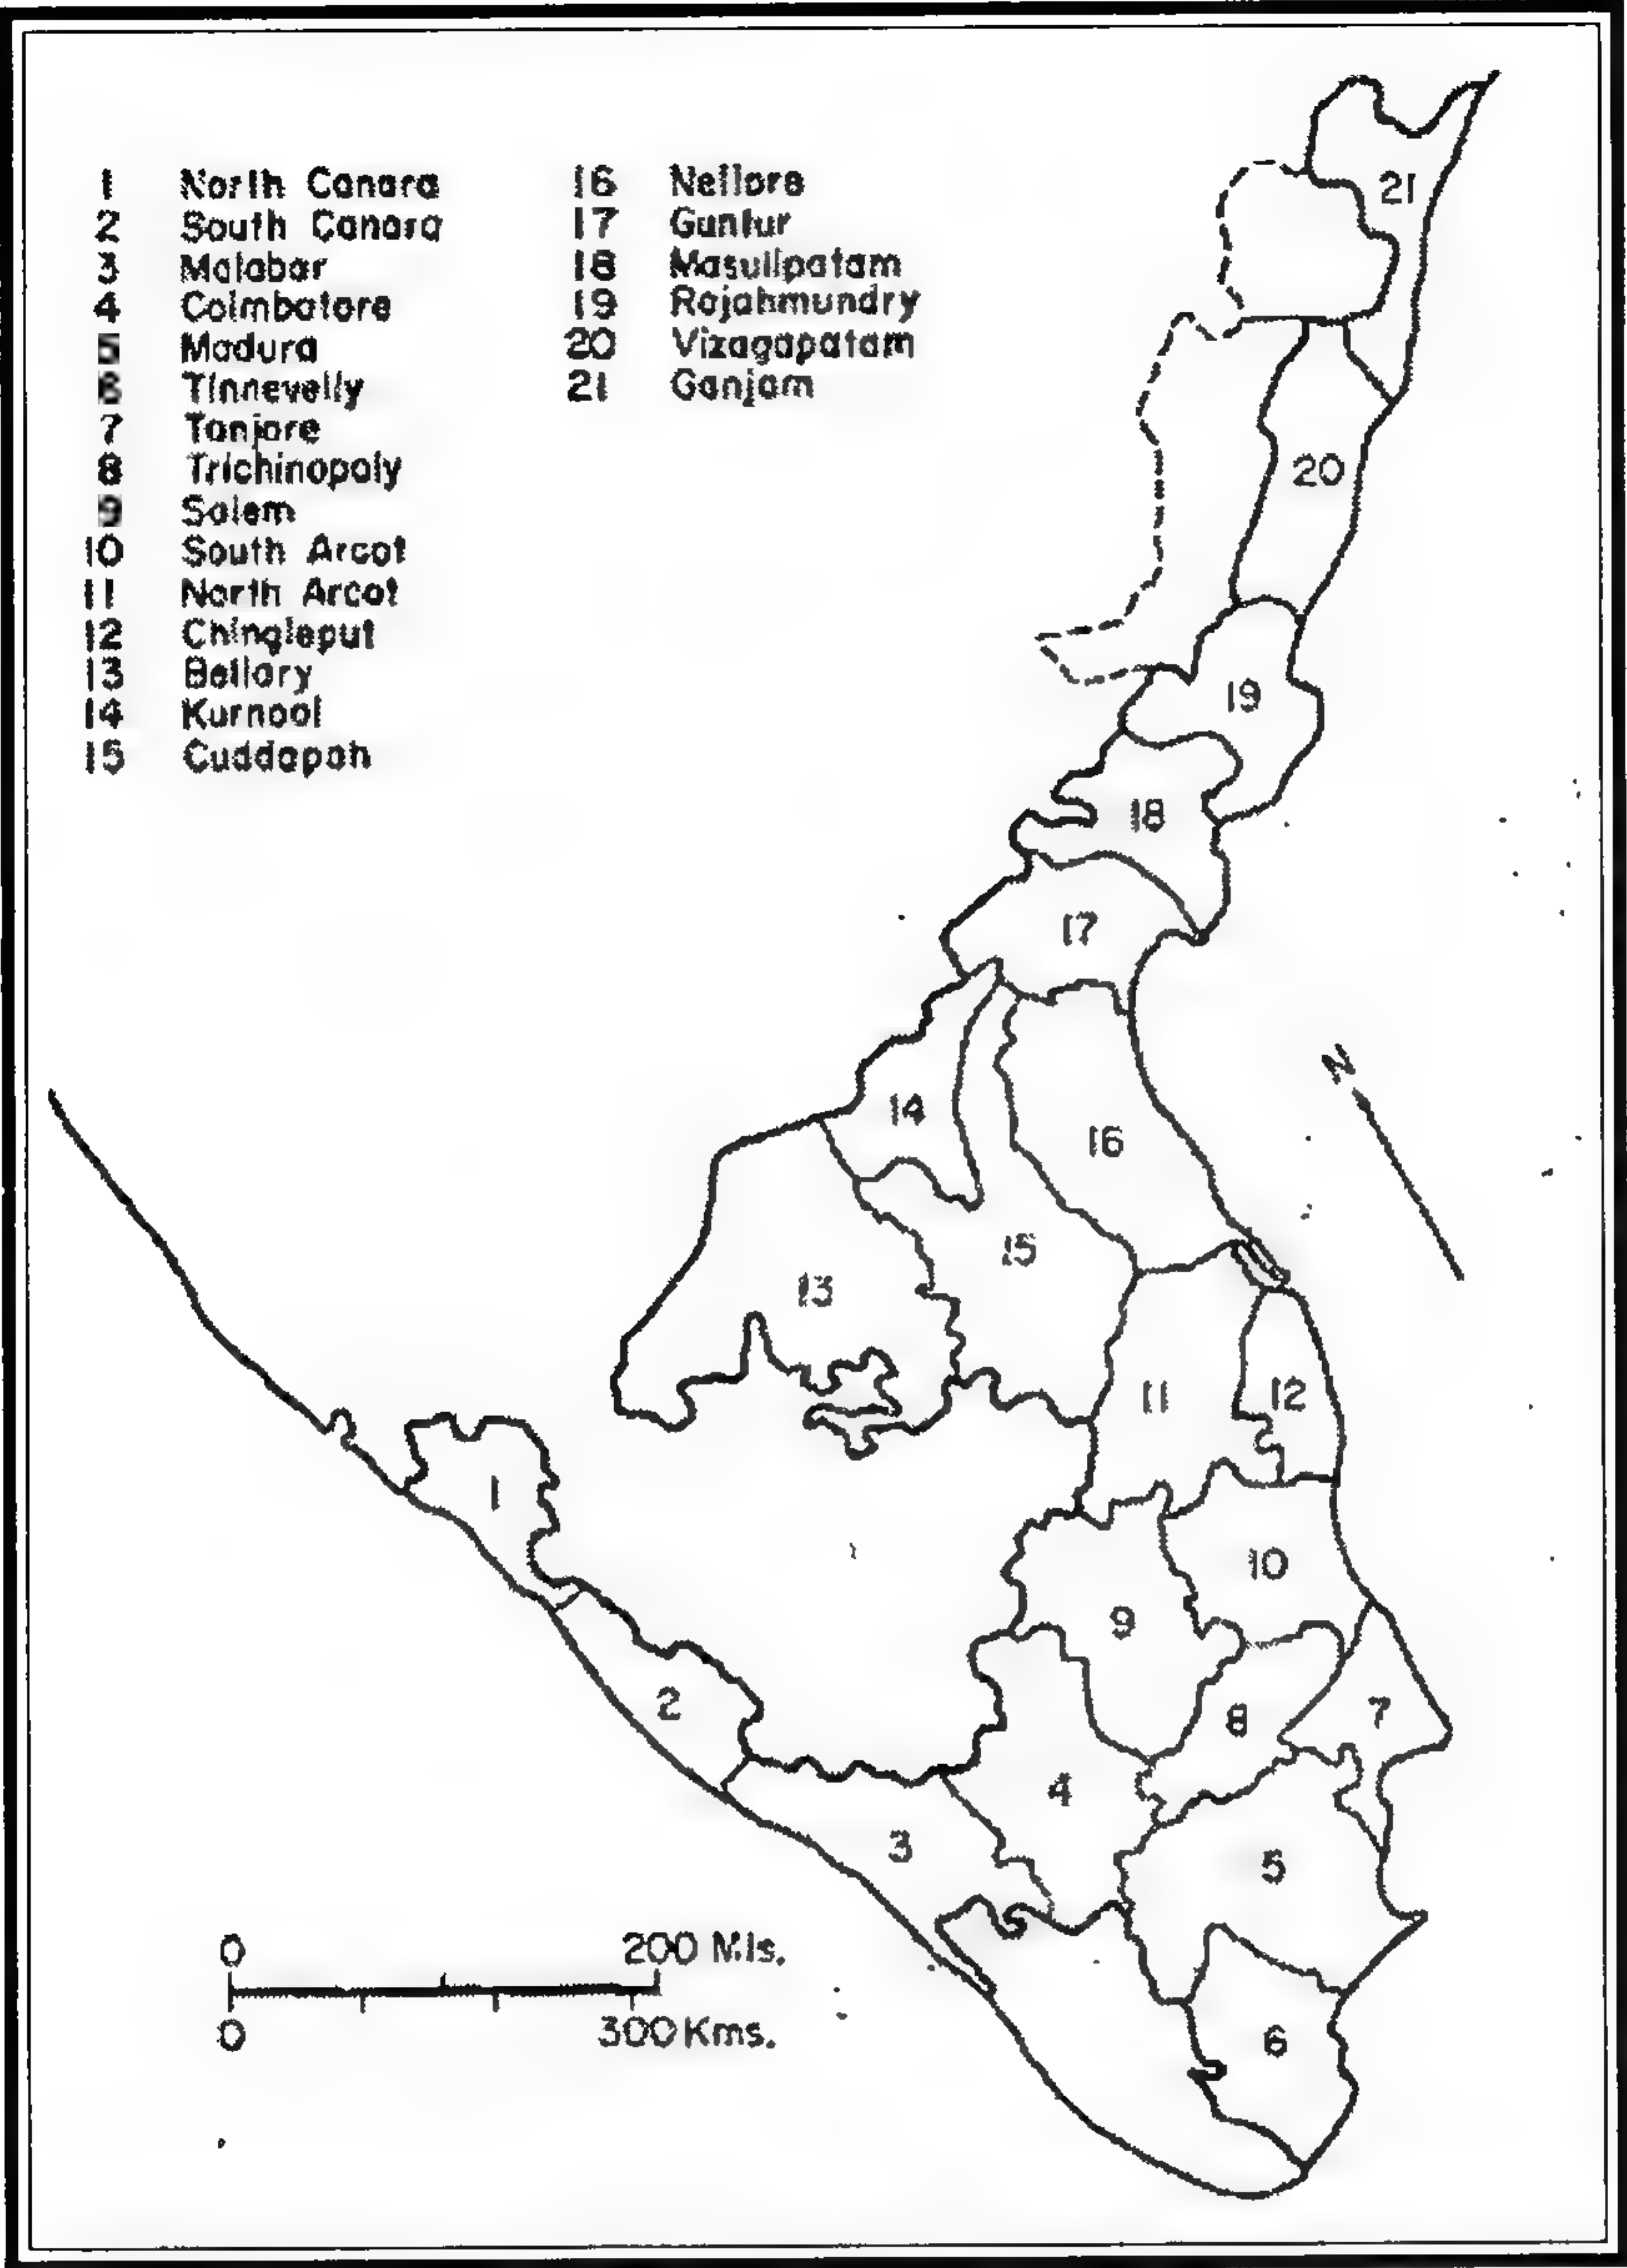 1 North Canara
2 South Canara
3 Malabar
4 Coimbatore
5 Madura
6 Tinnevelly
7 Tanjore
8 Trichinopoly
9 Salem
10 South Arcot
11 North Arcot
12 Chingleput
13 Bellary
14 Kurnool
15 Cuddapah
16 Nellore
17 Guntur
18 Masulipatam
19 Rajahmundry
20 Vizagapatam
21 Ganjam
21
20
19
18
17
N
14
16
15
13
11
12
1
10
9
2
8
7
4
3
5
6
0 200 Mls.
0 300 Kms.